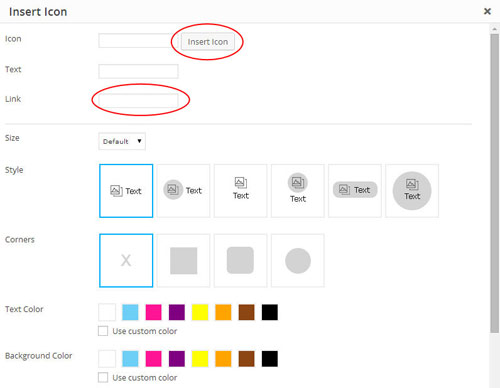 Insert Icon ×
Icon Insert Icon
Text
Link
Size Default ▼
Style Text Text Text Text Text Text
Corners X
Text Color
Use custom color
Background Color
Use custom color